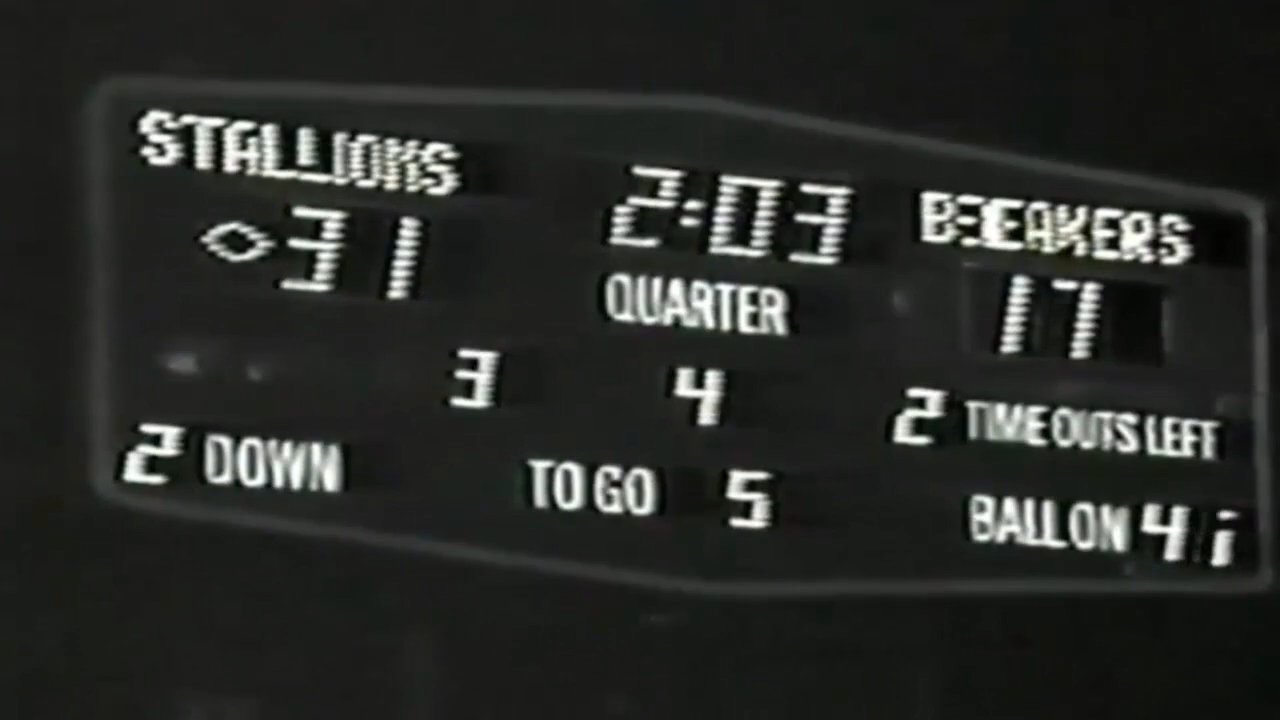 STALLIONS 2:03 BREAKERS
31 QUARTER 17
3 4 2 TIME OUTS LEFT
2 DOWN TO GO 5 BALL ON 41